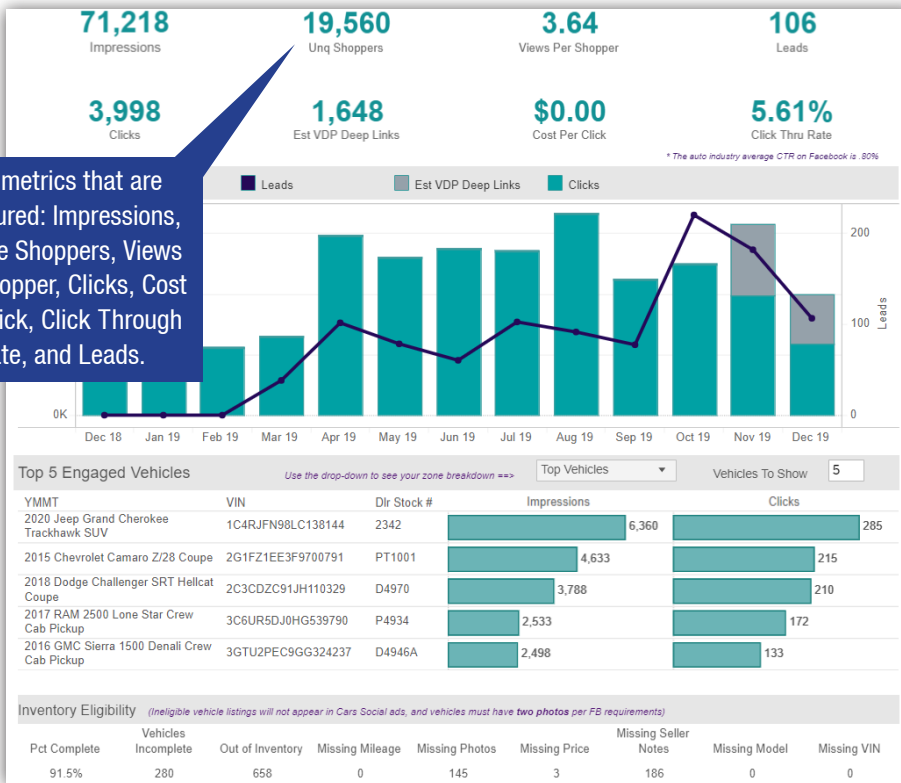 71,218 19,560 3.64 106
Impressions Unq Shoppers Views Per Shopper Leads
3,998 1,648 $0.00 5.61%
Clicks Est VDP Deep Links Cost Per Click Click Thru Rate
* The auto industry average CTR on Facebook is .80%
metrics that are
Impressions,
Shoppers, Views
Clicks, Cost
Click Through
and Leads.
Leads Est VDP Deep Links Clicks
200
100
0K 0
Leads
Dec 18 Jan 19 Feb 19 Mar 19 Apr 19 May 19 Jun 19 Jul 19 Aug 19 Sep 19 Oct 19 Nov 19 Dec 19
Top 5 Engaged Vehicles Use the drop-down to see your zone breakdown ==> Top Vehicles Vehicles To Show 5
YMMT VIN Dlr Stock # Impressions Clicks
2020 Jeep Grand Cherokee
Trackhawk SUV 1C4RJFN98LC138144 2342 6,360 285
2015 Chevrolet Camaro Z/28 Coupe 2G1FZ1EE3F9700791 PT1001 4,633 215
2018 Dodge Challenger SRT Hellcat
Coupe 2C3CDZC91JH110329 D4970 3,788 210
2017 RAM 2500 Lone Star Crew
Cab Pickup 3C6UR5DJ0HG539790 P4934 2,533 172
2016 GMC Sierra 1500 Denali Crew
Cab Pickup 3GTU2PEC9GG324237 D4946A 2,498 133
Inventory Eligibility (Ineligible vehicle listings will not appear in Cars Social ads, and vehicles must have two photos per FB requirements)
Pct Complete Vehicles Incomplete Out of Inventory Missing Mileage Missing Photos Missing Price Missing Seller Notes Missing Model Missing VIN
91.5% 280 658 0 145 3 186 0 0